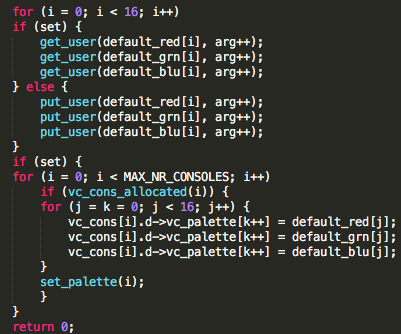 for (i = 0; i < 16; i++)
if (set) {
    get_user(default_red[i], arg++);
    get_user(default_grn[i], arg++);
    get_user(default_blu[i], arg++);
} else {
    put_user(default_red[i], arg++);
    put_user(default_grn[i], arg++);
    put_user(default_blu[i], arg++);
}
if (set) {
for (i = 0; i < MAX_NR_CONSOLES; i++)
    if (vc_cons_allocated(i)) {
    for (j = k = 0; j < 16; j++) {
        vc_cons[i].d->vc_palette[k++] = default_red[j];
        vc_cons[i].d->vc_palette[k++] = default_grn[j];
        vc_cons[i].d->vc_palette[k++] = default_blu[j];
    }
    set_palette(i);
    }
}
return 0;